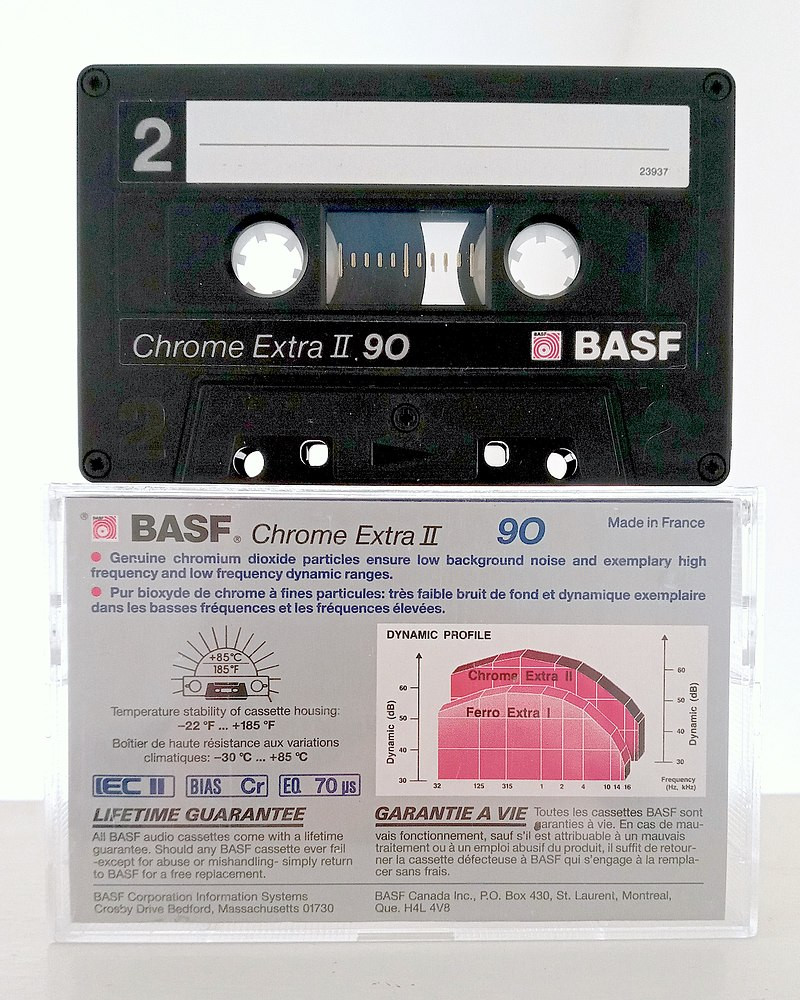 2
23937
Chrome Extra II 90
BASF
BASF
2
BASF
® BASF® Chrome Extra II 90 Made in France
• Genuine chromium dioxide particles ensure low background noise and exemplary high
frequency and low frequency dynamic ranges.
• Pur bioxyde de chrome à fines particules: très faible bruit de fond et dynamique exemplaire
dans les basses fréquences et les fréquences élevées.
+85°C
185°F
Temperature stability of cassette housing:
–22 °F ... +185 °F
Boîtier de haute résistance aux variations
climatiques: –30 °C ... +85 °C
IEC II BIAS Cr EQ 70 µs
DYNAMIC PROFILE
Chrome Extra II
Ferro Extra I
Dynamic (dB)
60
50
40
30
32 125 315 1 2 4 10 14 16
Dynamic (dB)
60
50
40
30
Frequency
(Hz, kHz)
LIFETIME GUARANTEE
All BASF audio cassettes come with a lifetime
guarantee. Should any BASF cassette ever fail
-except for abuse or mishandling- simply return
to BASF for a free replacement.
GARANTIE A VIE Toutes les cassettes BASF sont
garanties à vie. En cas de mau-
vais fonctionnement, sauf s'il est attribuable à un mauvais
traitement ou à un emploi abusif du produit, il suffit de retour-
ner la cassette défecteuse à BASF qui s'engage à la rempla-
cer sans frais.
BASF Corporation Information Systems
Crosby Drive Bedford, Massachusetts 01730
BASF Canada Inc., P.O. Box 430, St. Laurent, Montreal,
Que. H4L 4V8